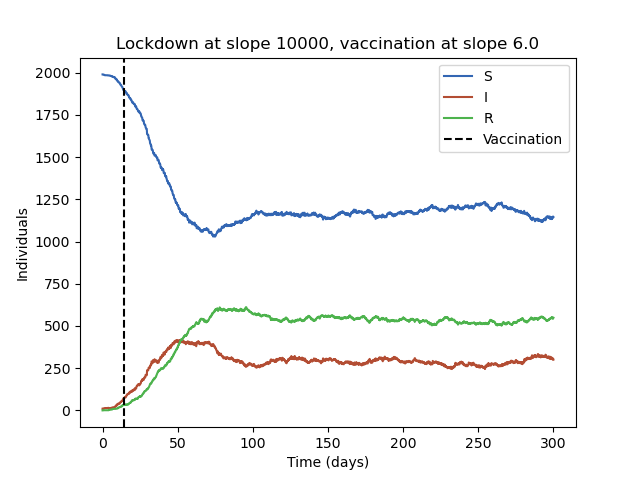 Lockdown at slope 10000, vaccination at slope 6.0
2000
1750
1500
1250
1000
750
500
250
0
Individuals
S
I
R
Vaccination
0 50 100 150 200 250 300
Time (days)